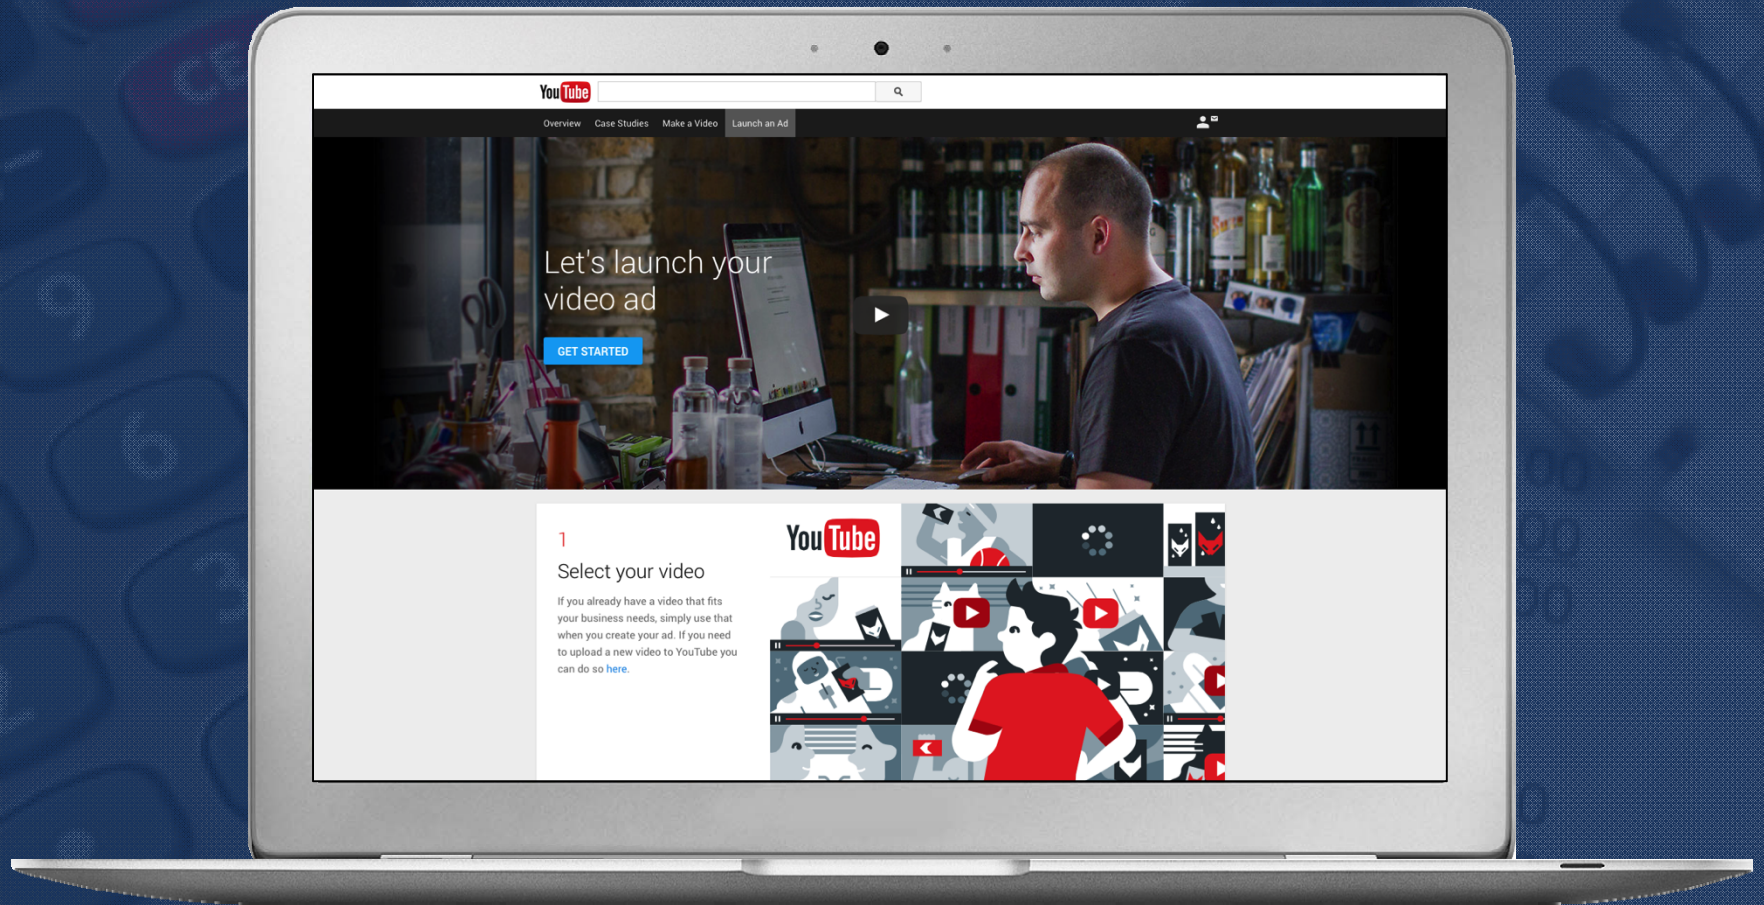 YouTube
Overview Case Studies Make a Video Launch an Ad
Let's launch your
video ad
GET STARTED
1
Select your video
If you already have a video that fits
your business needs, simply use that
when you create your ad. If you need
to upload a new video to YouTube you
can do so here.
YouTube